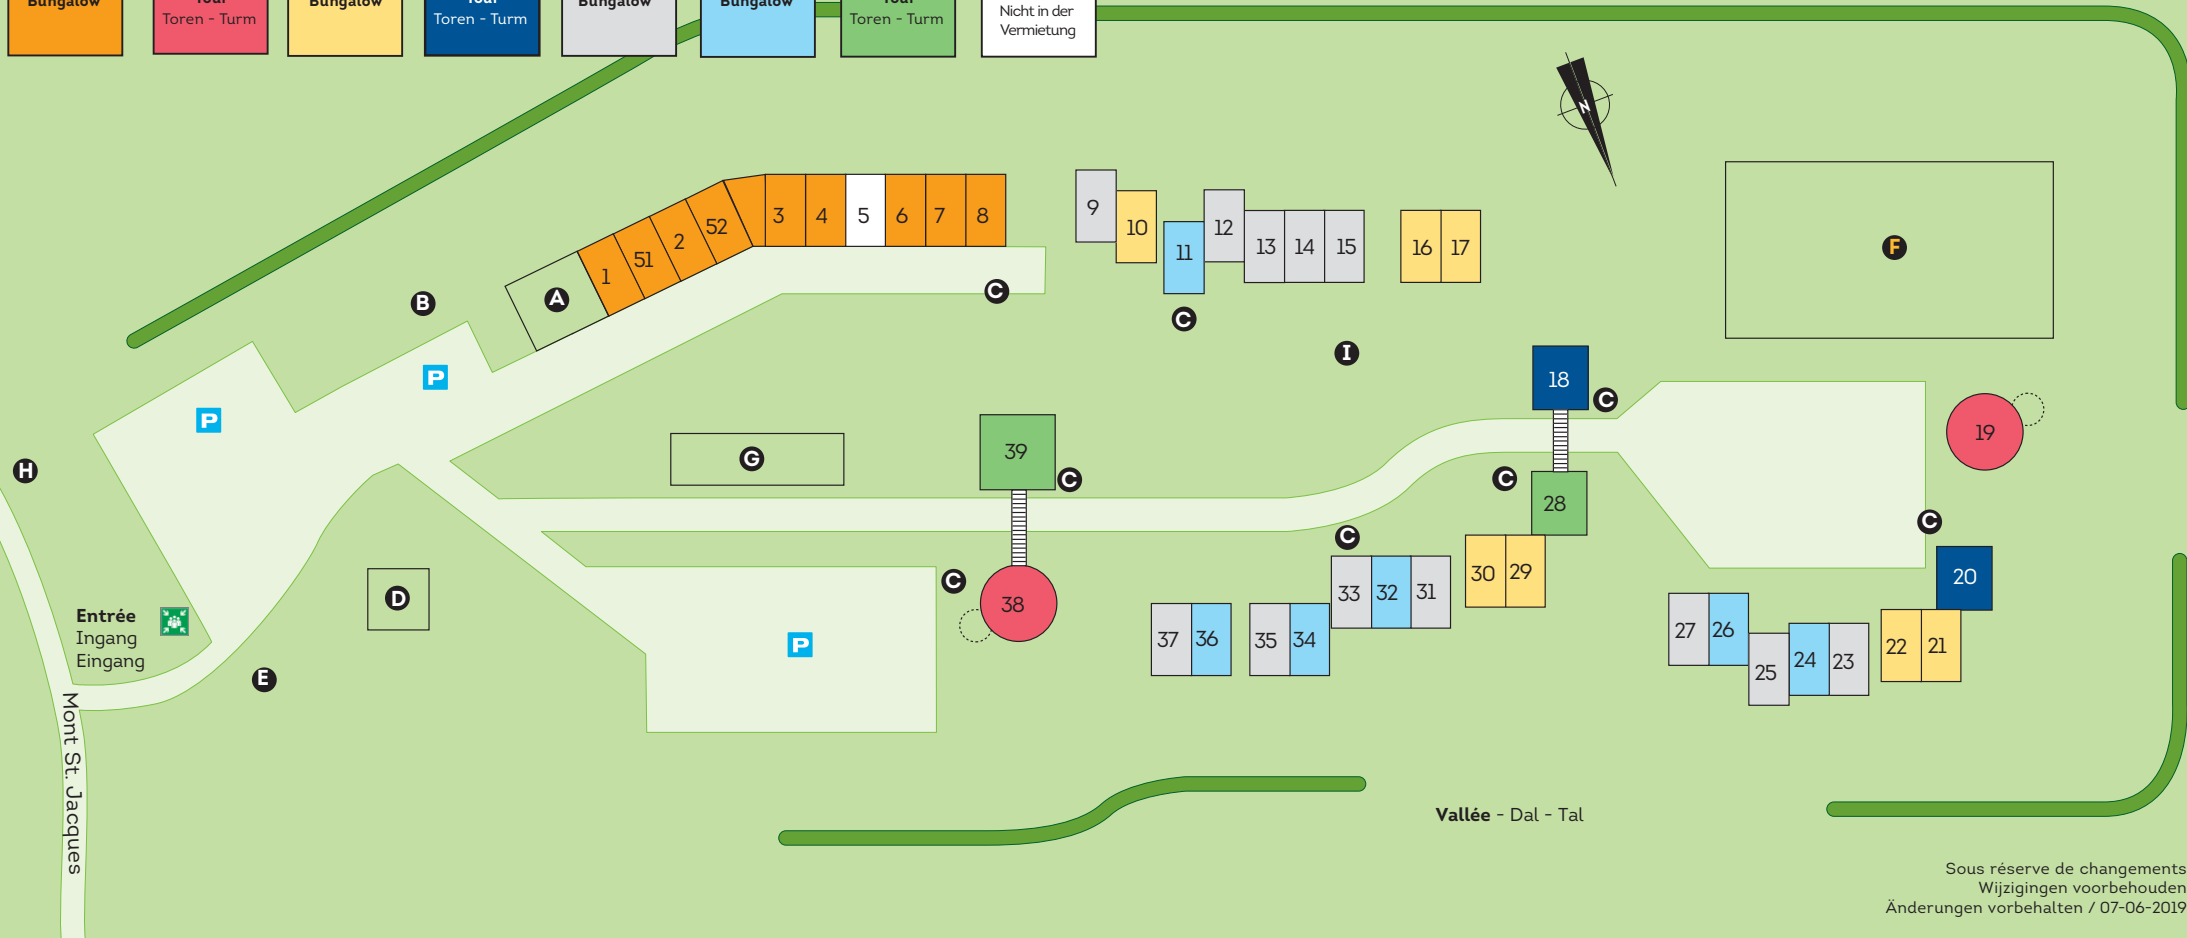 Bungalow
Tour
Toren - Turm
Bungalow
Tour
Toren - Turm
Bungalow
Bungalow
Tour
Toren - Turm
Nicht in der
Vermietung
N
1
51
2
52
3
4
5
6
7
8
9
10
11
12
13
14
15
16
17
F
A
B
C
C
I
P
P
18
C
19
H
G
39
C
C
28
C
C
20
Entrée
Ingang
Eingang
D
E
C
38
P
37
36
35
34
33
32
31
30
29
27
26
25
24
23
22
21
Mont St. Jacques
Vallée - Dal - Tal
Sous réserve de changements
Wijzigingen voorbehouden
Änderungen vorbehalten / 07-06-2019